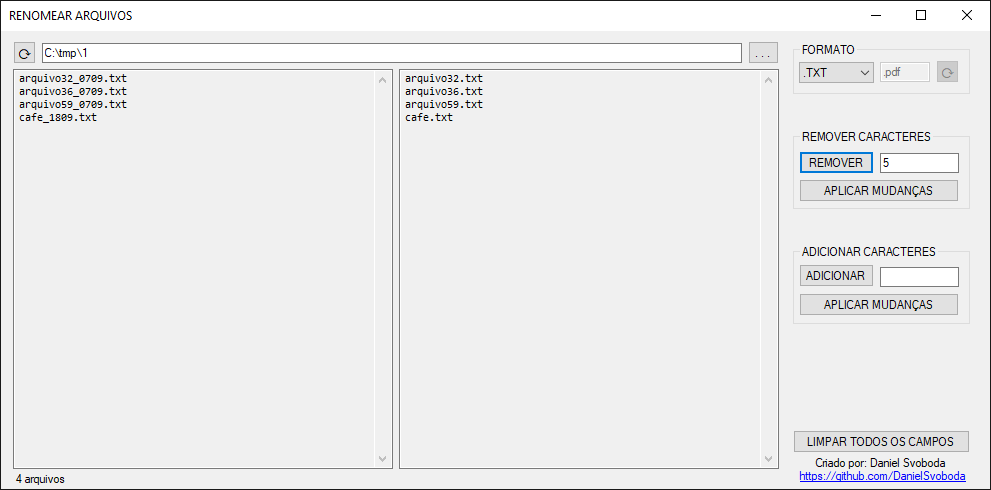 RENOMEAR ARQUIVOS
C:\tmp\1
...
arquivo32_0709.txt
arquivo36_0709.txt
arquivo59_0709.txt
cafe_1809.txt
arquivo32.txt
arquivo36.txt
arquivo59.txt
cafe.txt
4 arquivos
FORMATO
.TXT
.pdf
REMOVER CARACTERES
REMOVER
5
APLICAR MUDANÇAS
ADICIONAR CARACTERES
ADICIONAR
APLICAR MUDANÇAS
LIMPAR TODOS OS CAMPOS
Criado por: Daniel Svoboda
https://github.com/DanielSvoboda